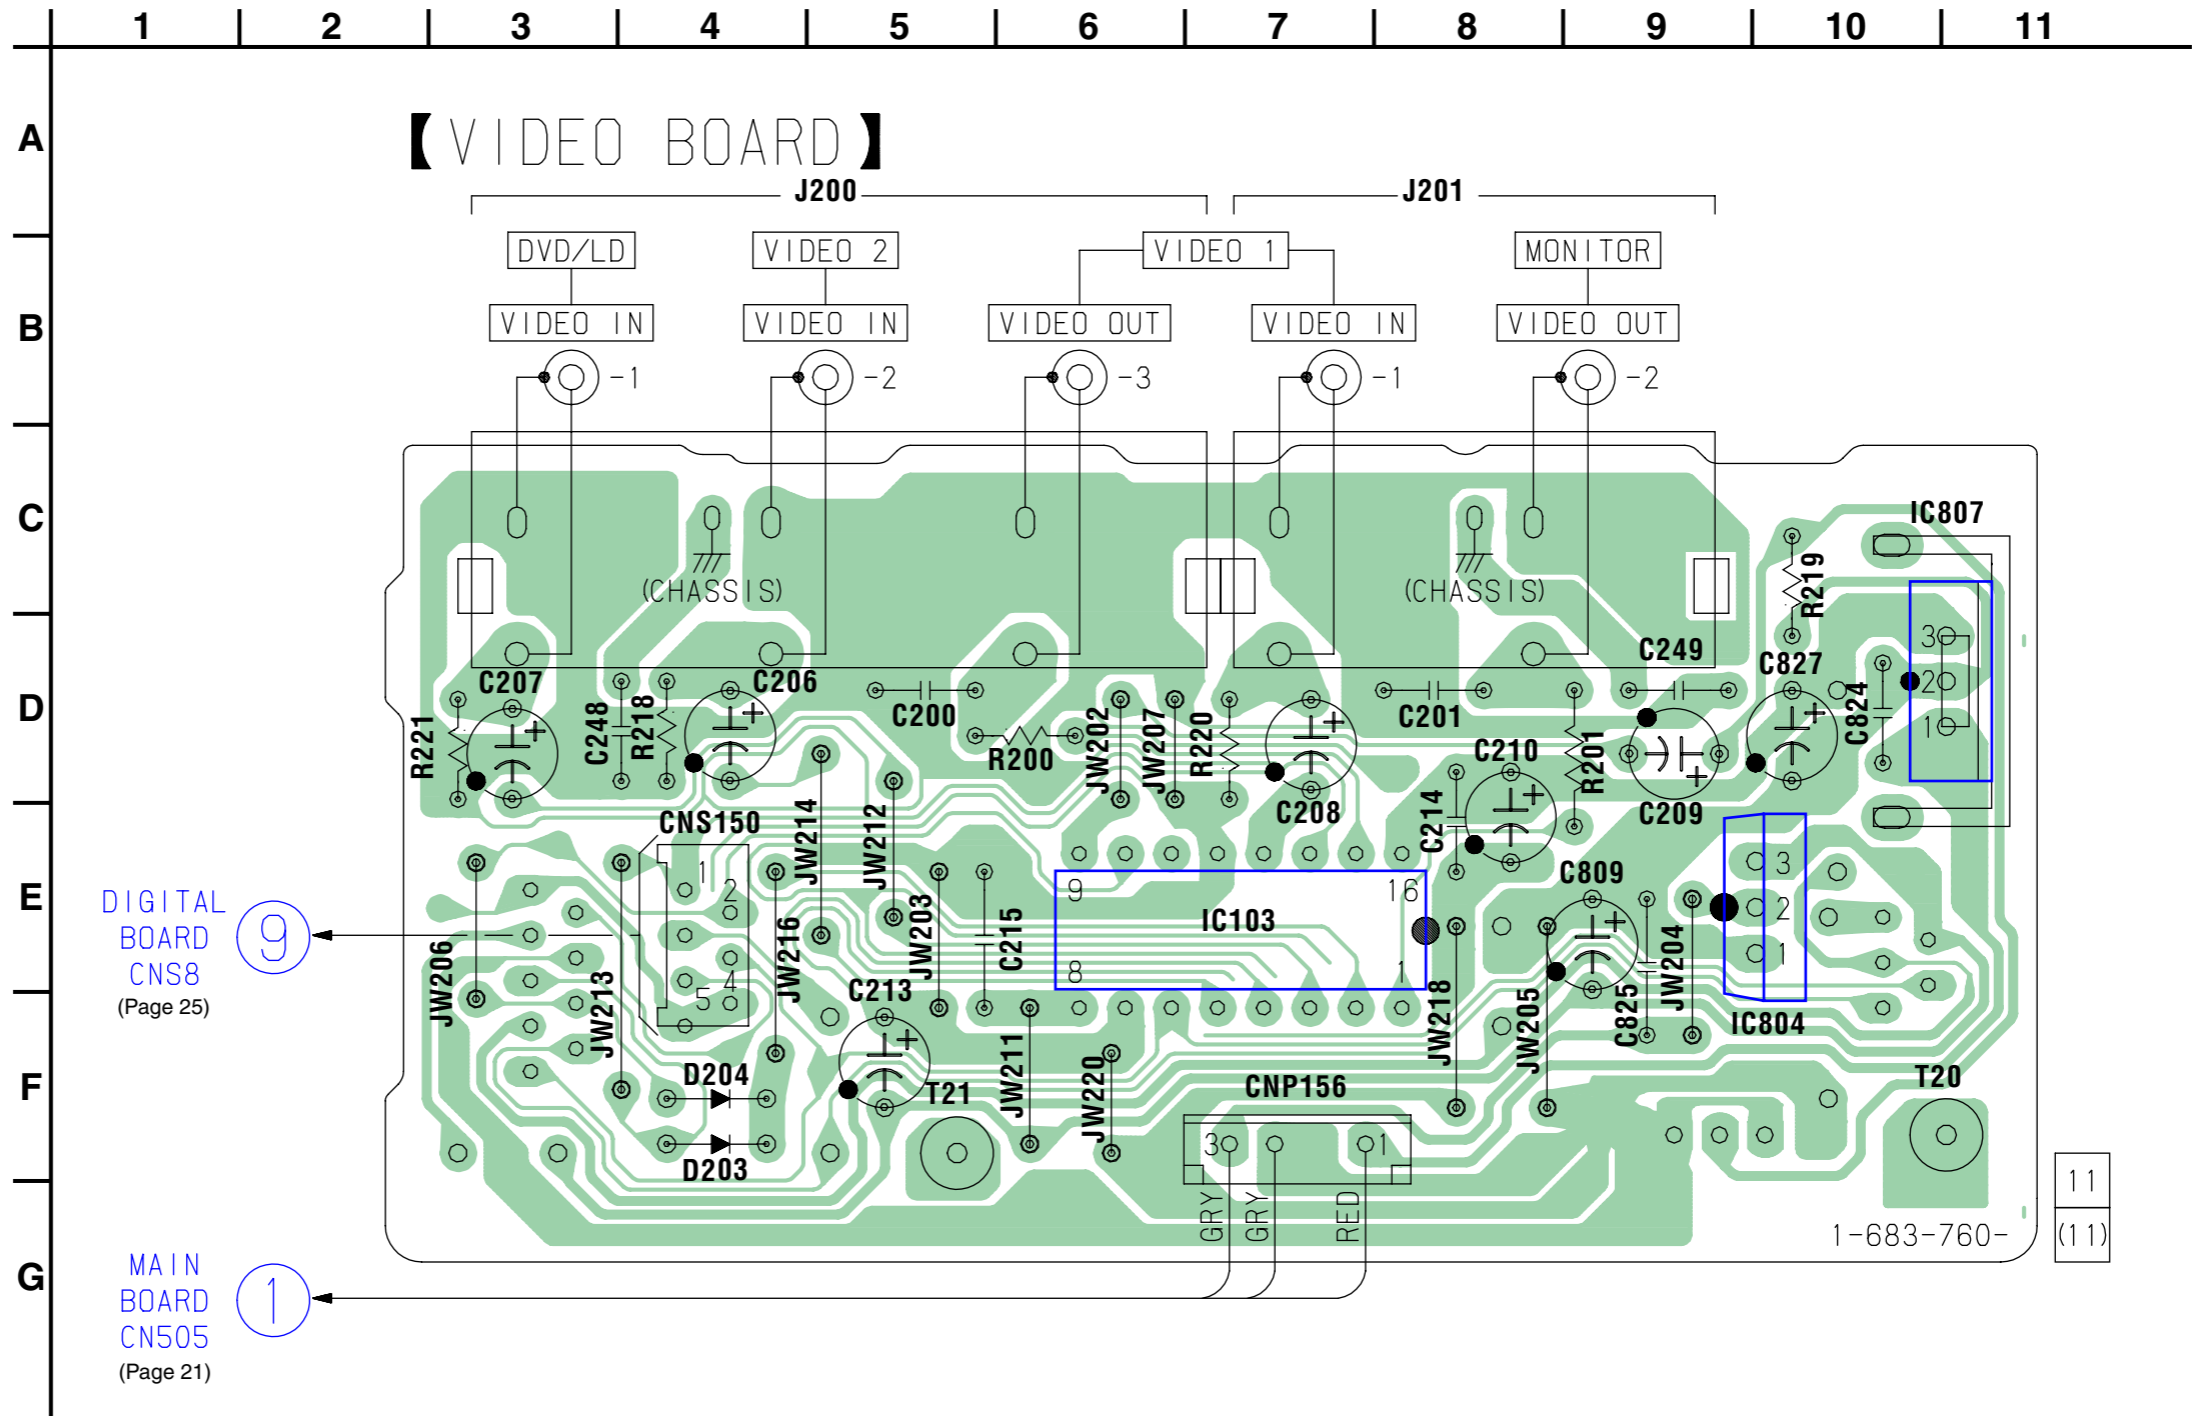 1 2 3 4 5 6 7 8 9 10 11
A
【VIDEO BOARD】
J200 J201
DVD/LD VIDEO 2 VIDEO 1 MONITOR
B
VIDEO IN VIDEO IN VIDEO OUT VIDEO IN VIDEO OUT
-1 -2 -3 -1 -2
C
IC807
(CHASSIS) (CHASSIS)
R219
3
2
1
C249
C827
C207 C206
D
C200 C201
C824
R221
C248
R218
R200
JW202
JW207
R220
C210
R201
C208
C209
CNS150
JW214
JW212
C214
1
2
4
5
C809
3
2
1
E
9 16
IC103
8 1
DIGITAL
BOARD
CNS8
(Page 25)
9
JW206
JW213
JW216
JW203
C215
C213
JW218
JW205
C825
JW204
IC804
F
D204
T21
JW211
JW220
CNP156
T20
3 1
D203
GRY
GRY
RED
11
(11)
1-683-760-
G
MAIN
BOARD
CN505
(Page 21)
1